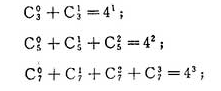 C₃⁰ + C₃¹ = 4¹;
C₅⁰ + C₅¹ + C₅² = 4²;
C₇⁰ + C₇¹ + C₇² + C₇³ = 4³;